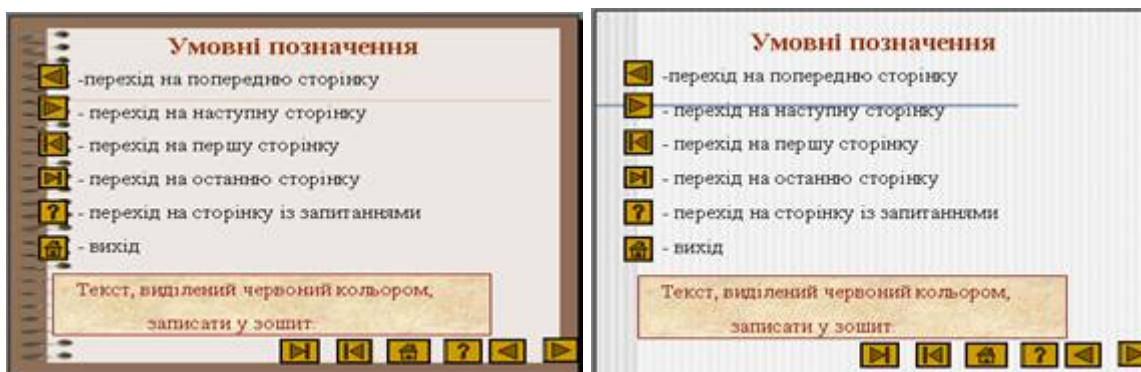 Умовні позначення
-перехід на попередню сторінку
- перехід на наступну сторінку
- перехід на першу сторінку
- перехід на останню сторінку
? - перехід на сторінку із запитаннями
- вихід
Текст, виділений червоний кольором,
записати у зошит.
?
Умовні позначення
-перехід на попередню сторінку
- перехід на наступну сторінку
- перехід на першу сторінку
- перехід на останню сторінку
? - перехід на сторінку із запитаннями
- вихід
Текст, виділений червоний кольором,
записати у зошит.
?